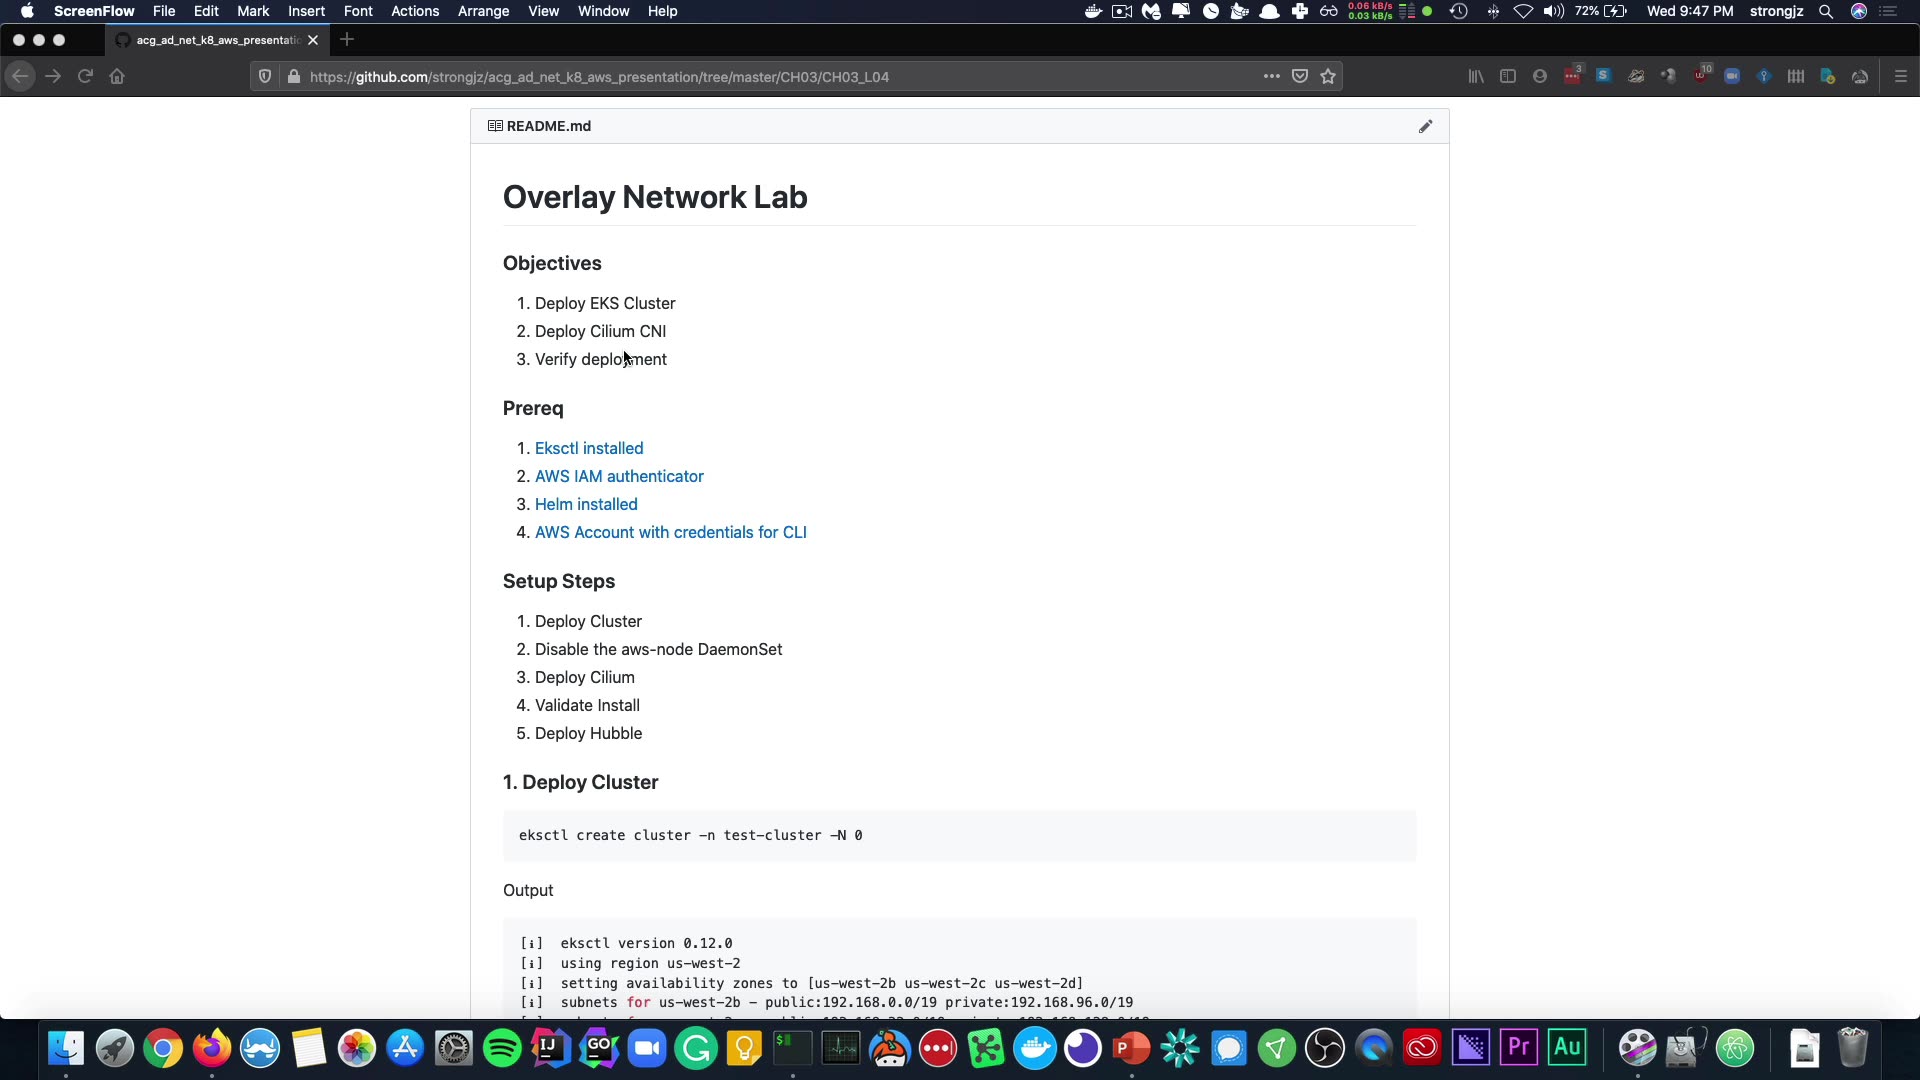 ScreenFlow File Edit Mark Insert Font Actions Arrange View Window Help
0.06 kB/s
0.03 kB/s
72%
Wed 9:47 PM strongjz
acg_ad_net_k8_aws_presentatio
https://github.com/strongjz/acg_ad_net_k8_aws_presentation/tree/master/CH03/CH03_L04
3
10
README.md
Overlay Network Lab
Objectives
1. Deploy EKS Cluster
2. Deploy Cilium CNI
3. Verify deployment
Prereq
1. Eksctl installed
2. AWS IAM authenticator
3. Helm installed
4. AWS Account with credentials for CLI
Setup Steps
1. Deploy Cluster
2. Disable the aws-node DaemonSet
3. Deploy Cilium
4. Validate Install
5. Deploy Hubble
1. Deploy Cluster
eksctl create cluster -n test-cluster -N 0
Output
[ℹ]  eksctl version 0.12.0
[ℹ]  using region us-west-2
[ℹ]  setting availability zones to [us-west-2b us-west-2c us-west-2d]
[ℹ]  subnets for us-west-2b - public:192.168.0.0/19 private:192.168.96.0/19
IJ GO $ P Pr Au